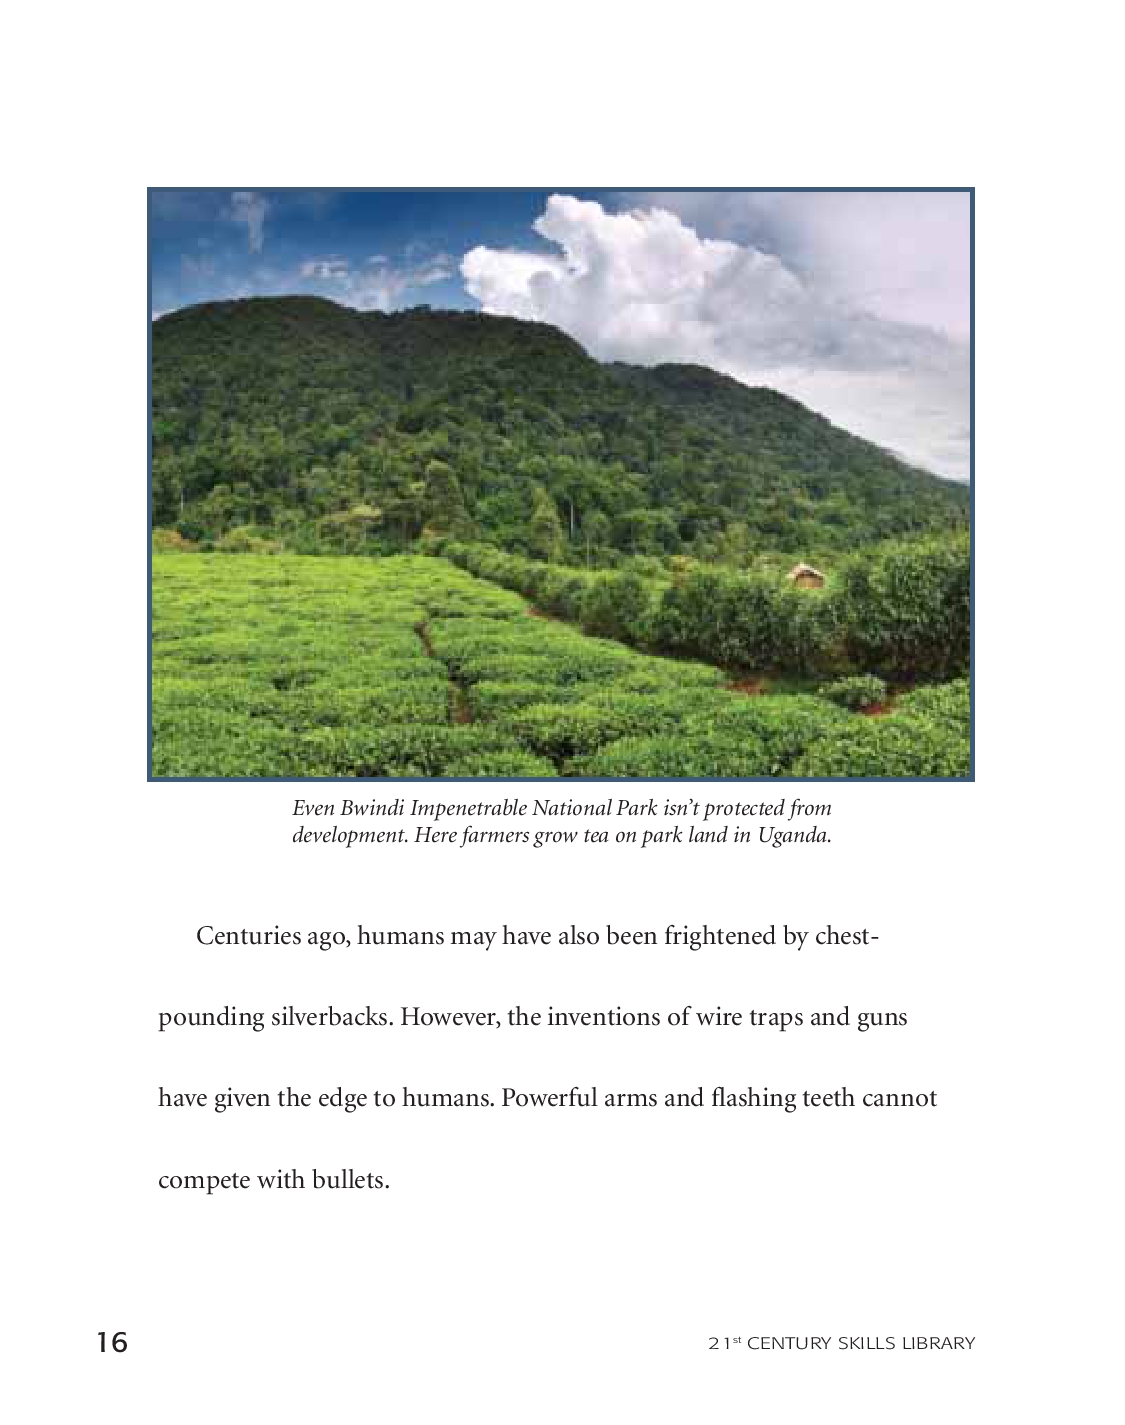 Even Bwindi Impenetrable National Park isn’t protected from
development. Here farmers grow tea on park land in Uganda.
Centuries ago, humans may have also been frightened by chest-
pounding silverbacks. However, the inventions of wire traps and guns
have given the edge to humans. Powerful arms and flashing teeth cannot
compete with bullets.
16
21st CENTURY SKILLS LIBRARY